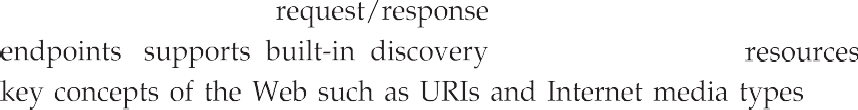 request/response
endpoints supports built-in discovery resources
key concepts of the Web such as URIs and Internet media types